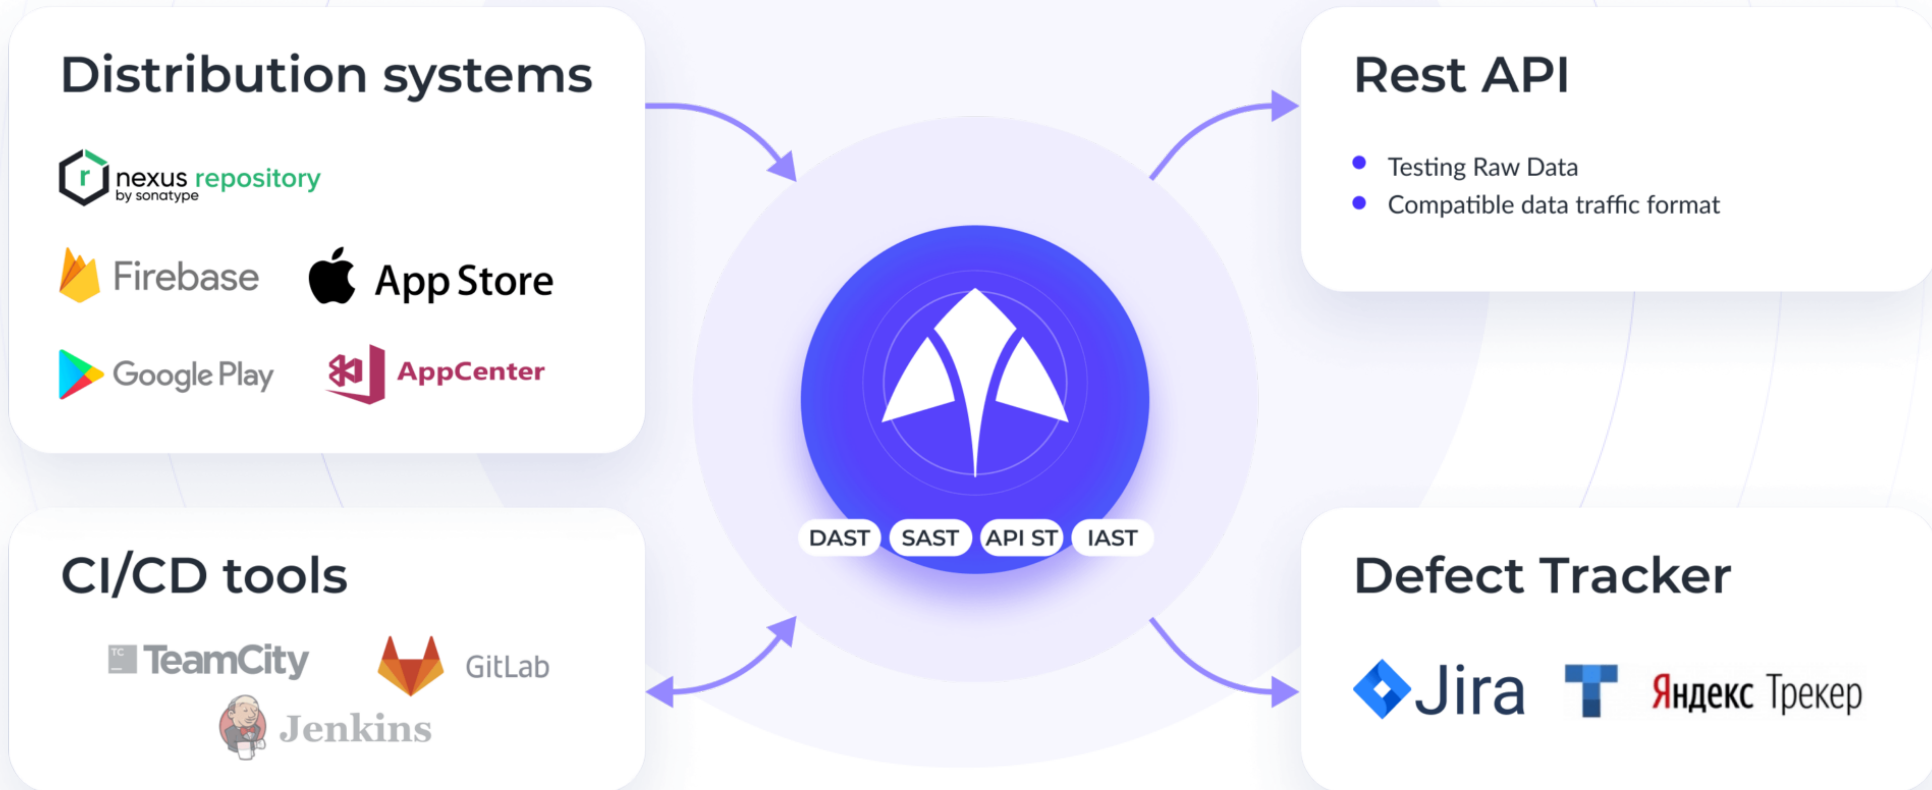 Distribution systems
r
nexus repository
by sonatype
Firebase
App Store
Google Play
AppCenter
CI/CD tools
TC
TeamCity
GitLab
Jenkins
DAST
SAST
API ST
IAST
Rest API
Testing Raw Data
Compatible data traffic format
Defect Tracker
Jira
Яндекс Трекер